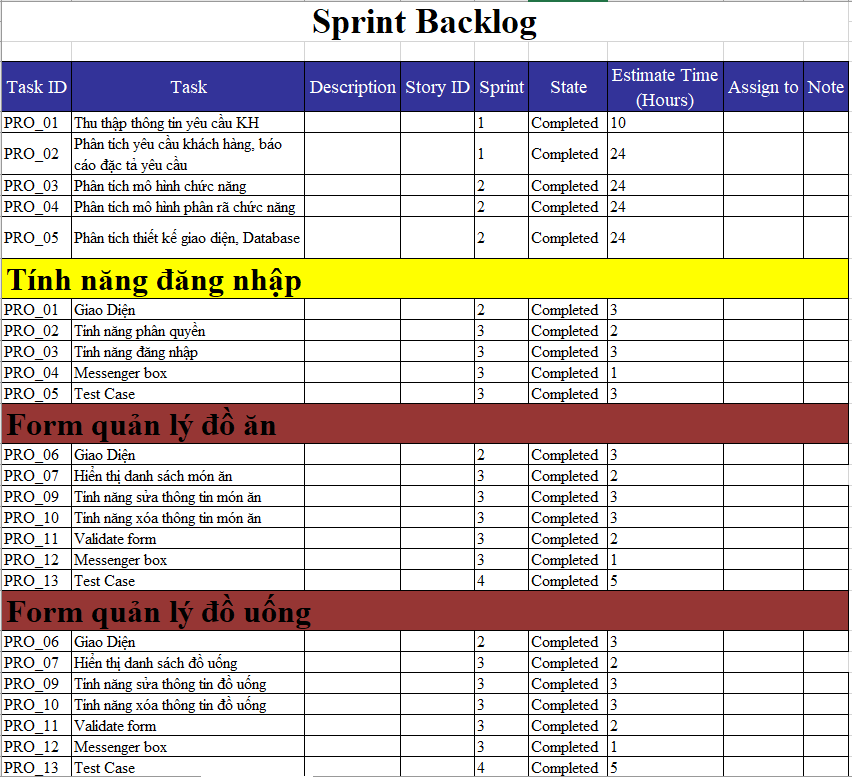 Sprint Backlog
Task ID Task Description Story ID Sprint State Estimate Time (Hours) Assign to Note
PRO_01 Thu thập thông tin yêu cầu KH 1 Completed 10
PRO_02 Phân tích yêu cầu khách hàng, báo cáo đặc tả yêu cầu 1 Completed 24
PRO_03 Phân tích mô hình chức năng 2 Completed 24
PRO_04 Phân tích mô hình phân rã chức năng 2 Completed 24
PRO_05 Phân tích thiết kế giao diện, Database 2 Completed 24
Tính năng đăng nhập
PRO_01 Giao Diện 2 Completed 3
PRO_02 Tính năng phân quyền 3 Completed 2
PRO_03 Tính năng đăng nhập 3 Completed 3
PRO_04 Messenger box 3 Completed 1
PRO_05 Test Case 3 Completed 3
Form quản lý đồ ăn
PRO_06 Giao Diện 2 Completed 3
PRO_07 Hiển thị danh sách món ăn 3 Completed 2
PRO_09 Tính năng sửa thông tin món ăn 3 Completed 3
PRO_10 Tính năng xóa thông tin món ăn 3 Completed 3
PRO_11 Validate form 3 Completed 2
PRO_12 Messenger box 3 Completed 1
PRO_13 Test Case 4 Completed 5
Form quản lý đồ uống
PRO_06 Giao Diện 2 Completed 3
PRO_07 Hiển thị danh sách đồ uống 3 Completed 2
PRO_09 Tính năng sửa thông tin đồ uống 3 Completed 3
PRO_10 Tính năng xóa thông tin đồ uống 3 Completed 3
PRO_11 Validate form 3 Completed 2
PRO_12 Messenger box 3 Completed 1
PRO_13 Test Case 4 Completed 5